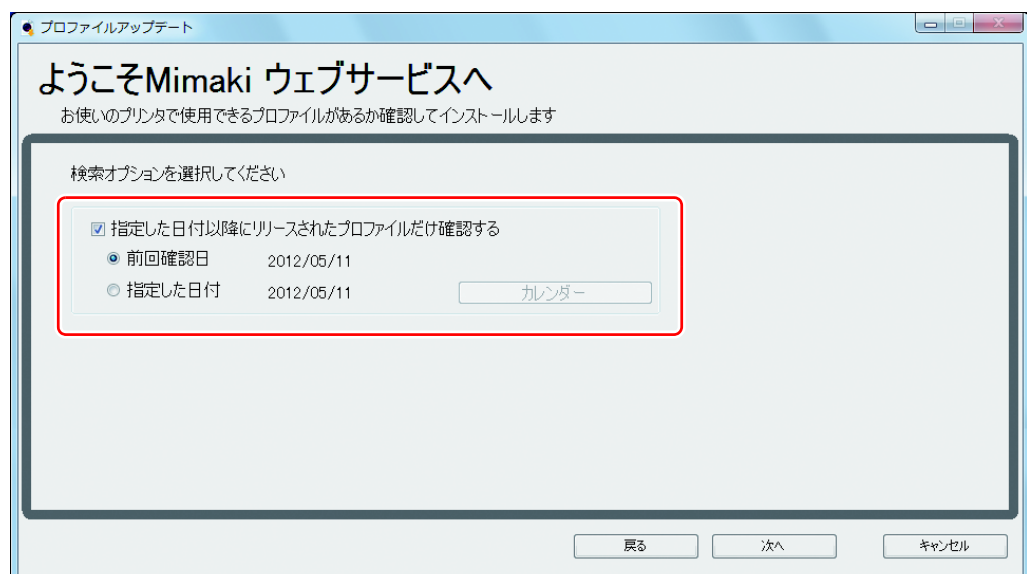 プロファイルアップデート
ようこそMimaki ウェブサービスへ
お使いのプリンタで使用できるプロファイルがあるか確認してインストールします
検索オプションを選択してください
指定した日付以降にリリースされたプロファイルだけ確認する
前回確認日 2012/05/11
指定した日付 2012/05/11 カレンダー
戻る 次へ キャンセル